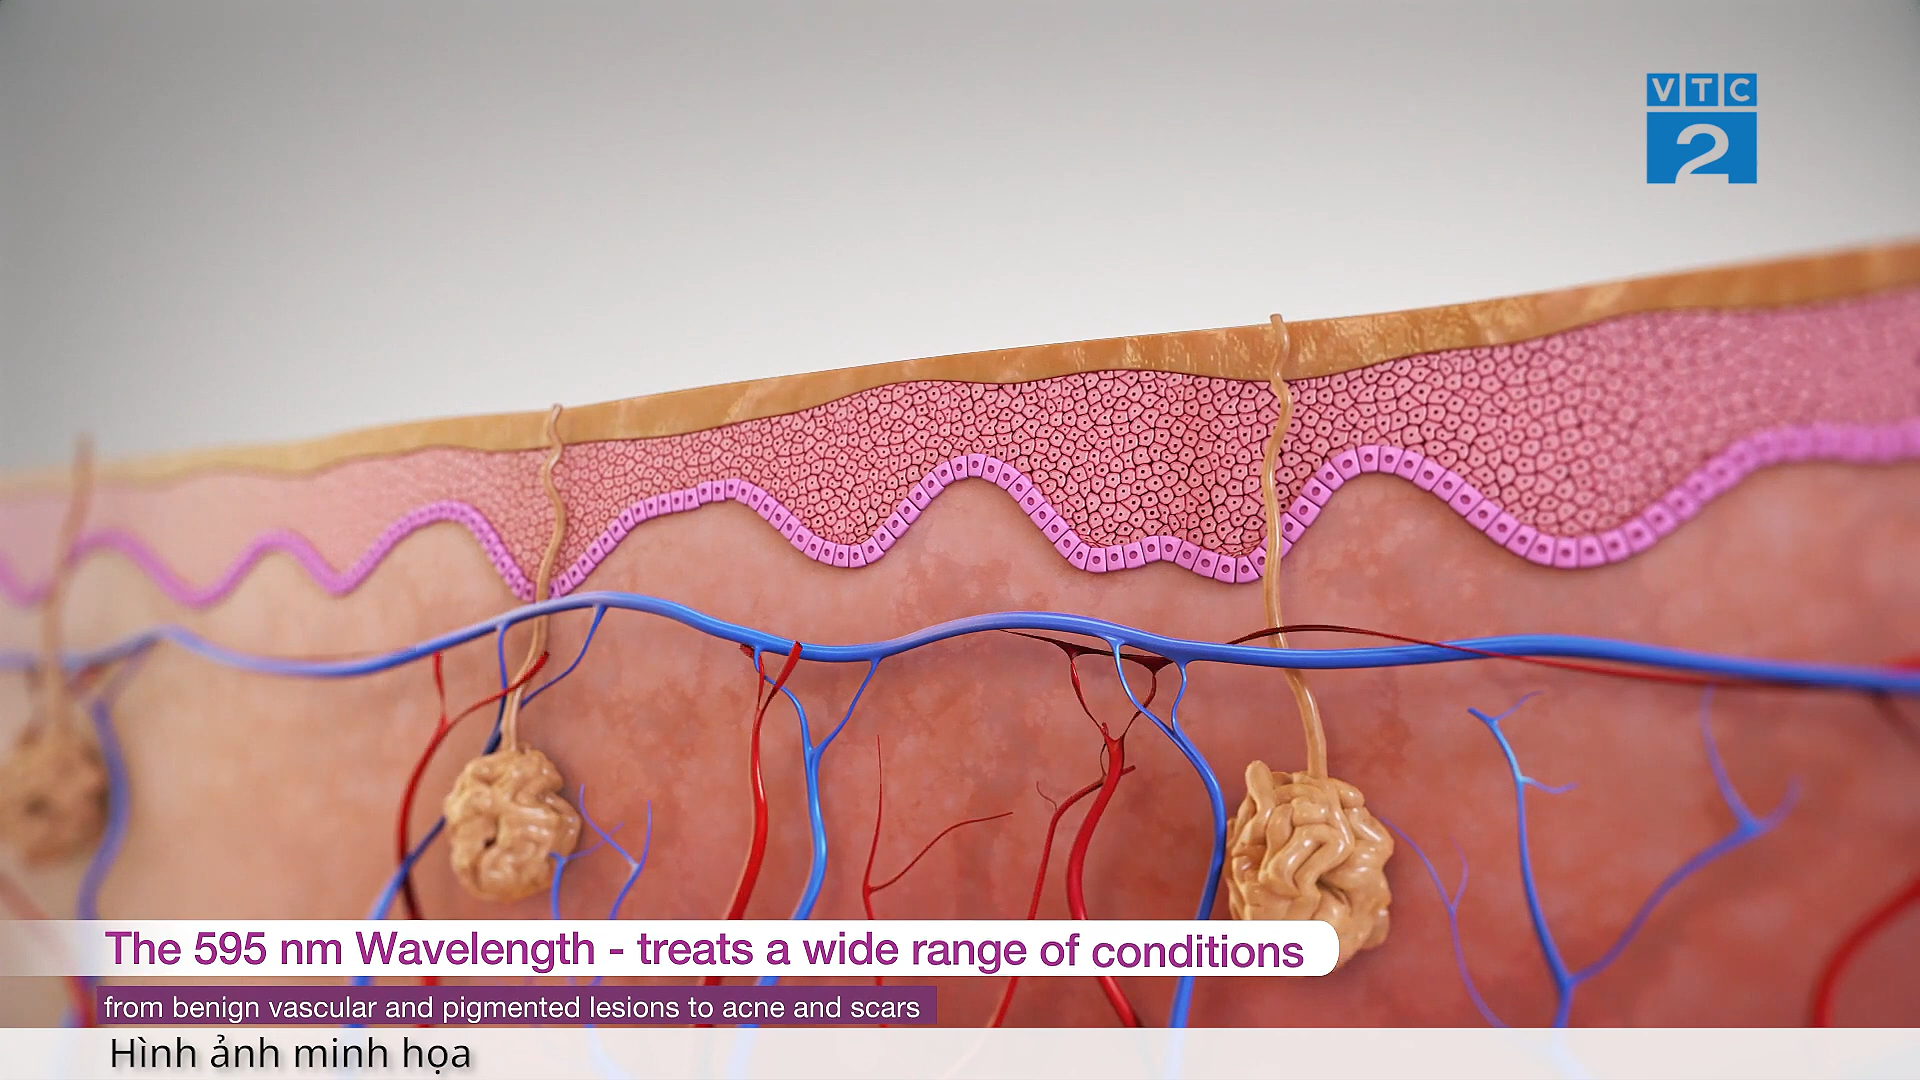 VTC
2
The 595 nm Wavelength - treats a wide range of conditions
from benign vascular and pigmented lesions to acne and scars
Hình ảnh minh họa